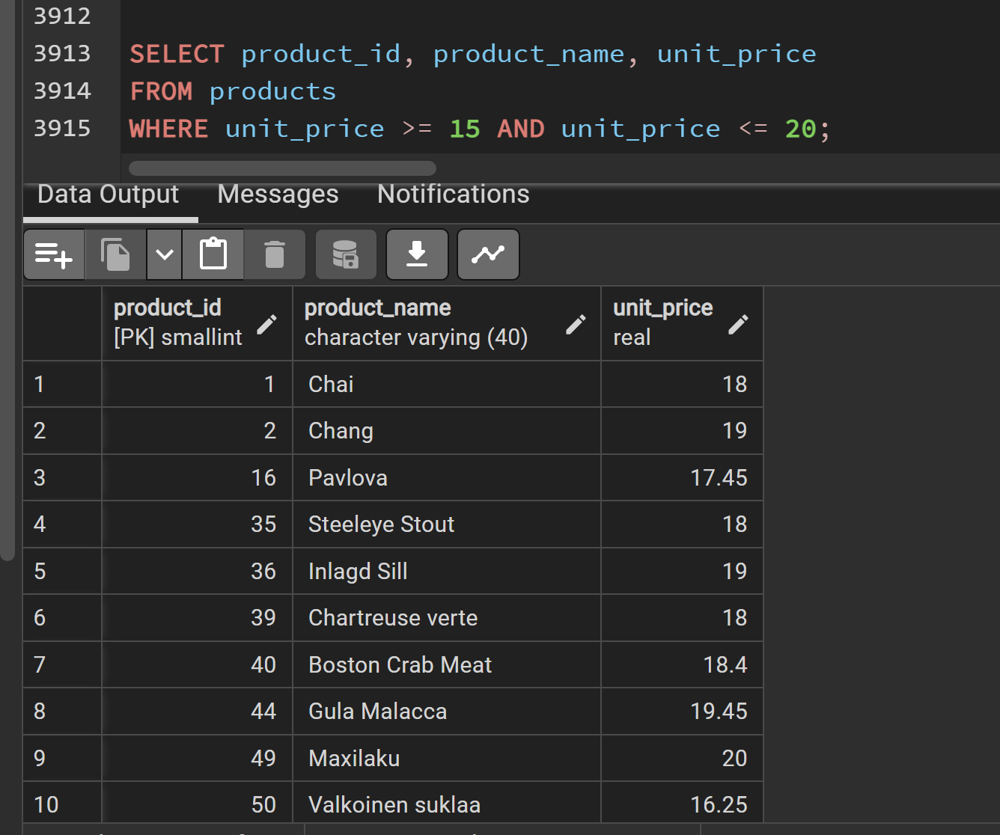 3912
3913 SELECT product_id, product_name, unit_price
3914 FROM products
3915 WHERE unit_price >= 15 AND unit_price <= 20;
Data Output Messages Notifications
product_id product_name unit_price
[PK] smallint character varying (40) real
1 1 Chai 18
2 2 Chang 19
3 16 Pavlova 17.45
4 35 Steeleye Stout 18
5 36 Inlagd Sill 19
6 39 Chartreuse verte 18
7 40 Boston Crab Meat 18.4
8 44 Gula Malacca 19.45
9 49 Maxilaku 20
10 50 Valkoinen suklaa 16.25